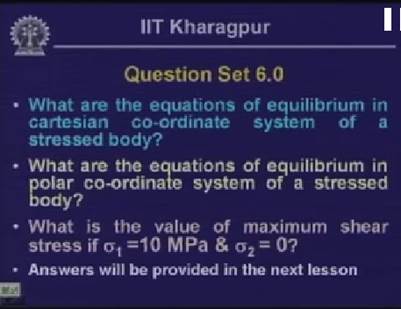 IIT Kharagpur
Question Set 6.0
• What are the equations of equilibrium in
cartesian co-ordinate system of a
stressed body?
• What are the equations of equilibrium in
polar co-ordinate system of a stressed
body?
• What is the value of maximum shear
stress if σ₁ =10 MPa & σ₂ = 0?
• Answers will be provided in the next lesson